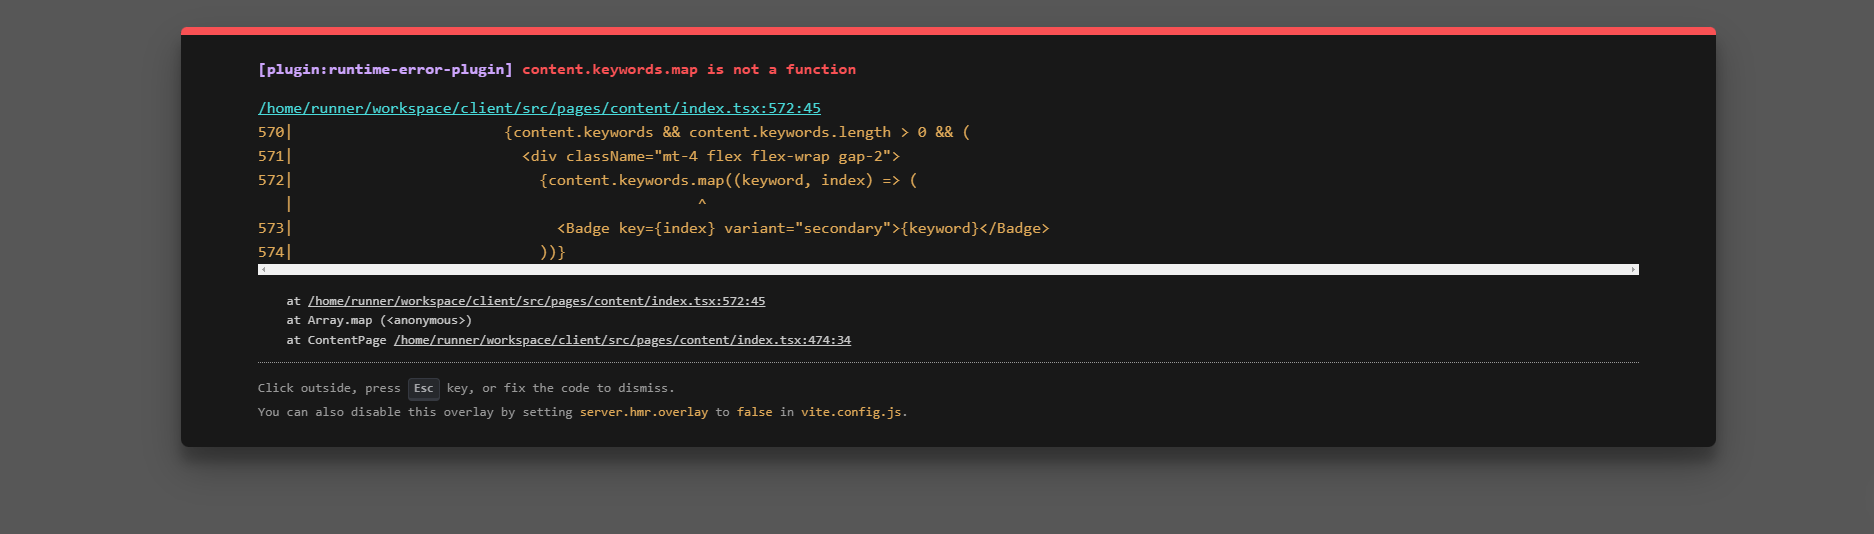 [plugin:runtime-error-plugin] content.keywords.map is not a function
/home/runner/workspace/client/src/pages/content/index.tsx:572:45
570|                        {content.keywords && content.keywords.length > 0 && (
571|                          <div className="mt-4 flex flex-wrap gap-2">
572|                            {content.keywords.map((keyword, index) => (
   |                                              ^
573|                              <Badge key={index} variant="secondary">{keyword}</Badge>
574|                            ))}
at /home/runner/workspace/client/src/pages/content/index.tsx:572:45
at Array.map (<anonymous>)
at ContentPage /home/runner/workspace/client/src/pages/content/index.tsx:474:34
Click outside, press Esc key, or fix the code to dismiss.
You can also disable this overlay by setting server.hmr.overlay to false in vite.config.js.